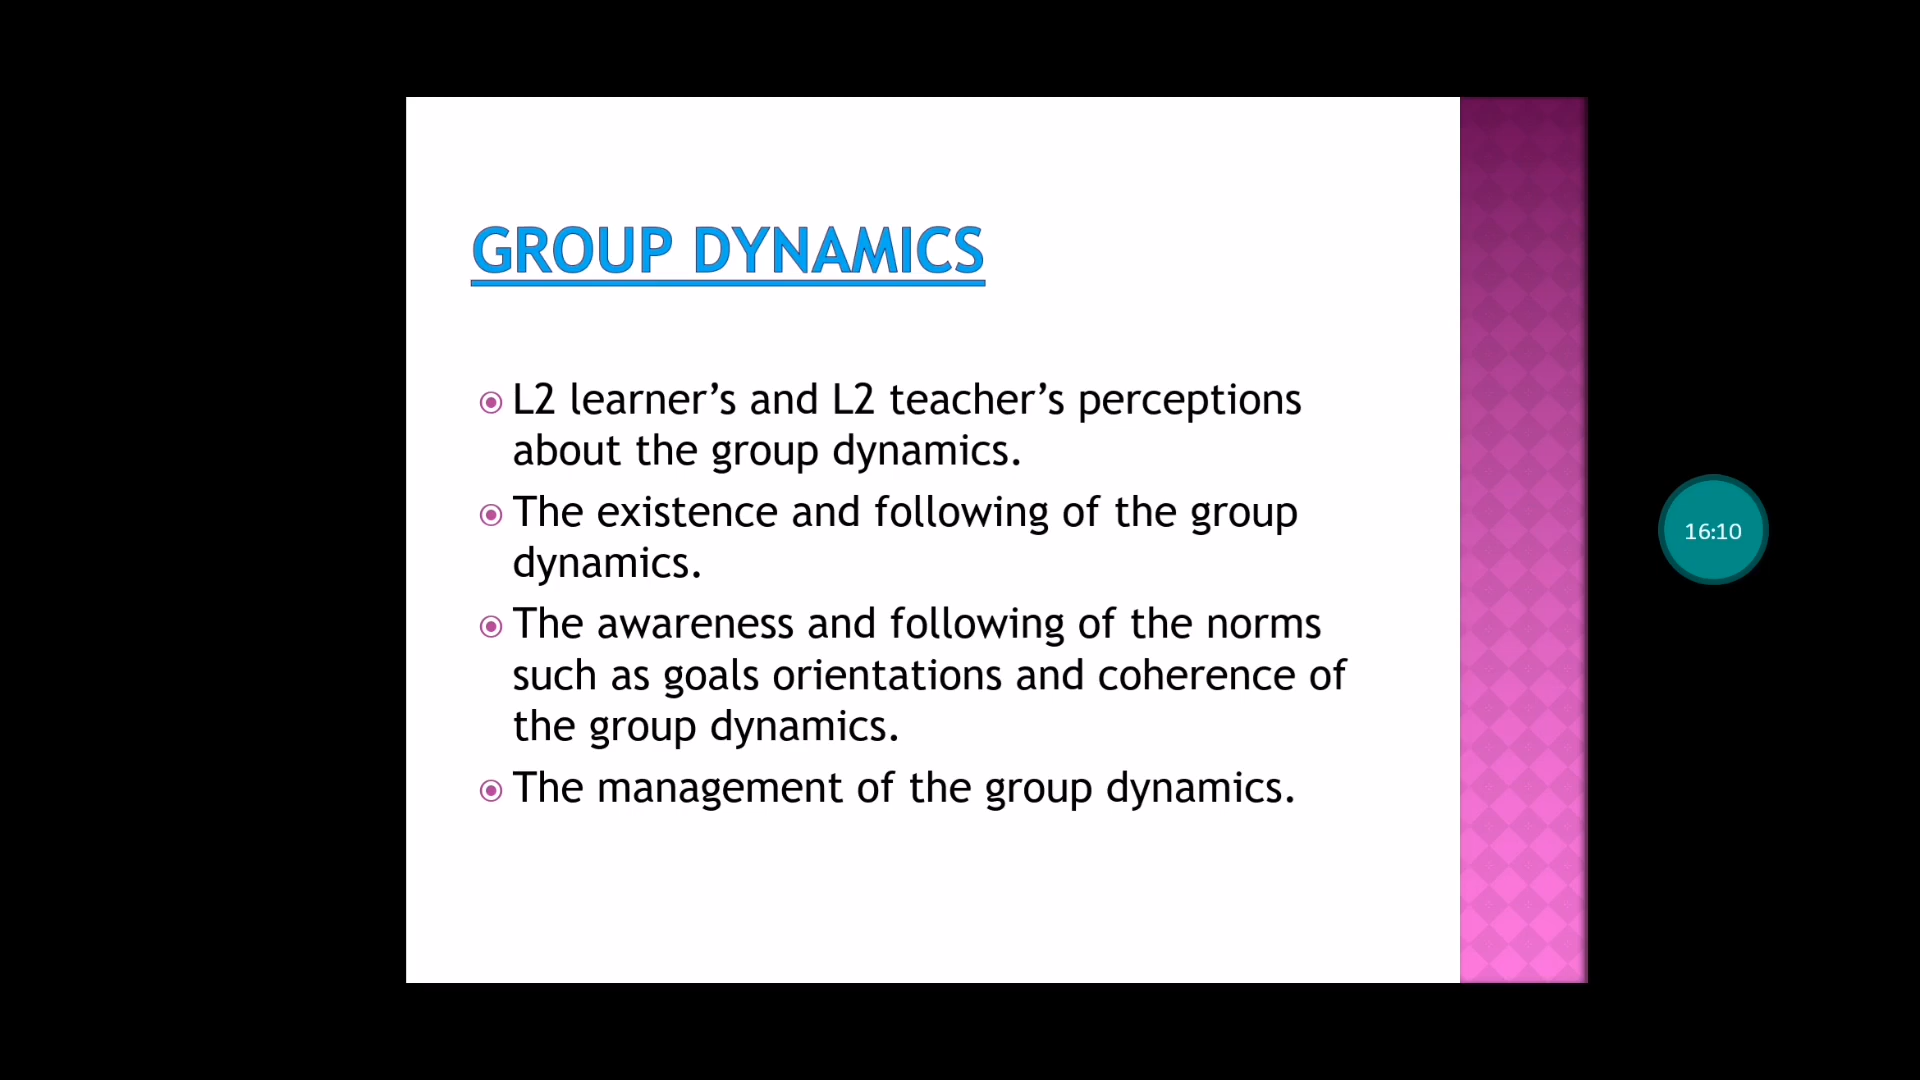 GROUP DYNAMICS
L2 learner’s and L2 teacher’s perceptions
about the group dynamics.
The existence and following of the group
dynamics.
The awareness and following of the norms
such as goals orientations and coherence of
the group dynamics.
The management of the group dynamics.
16:10